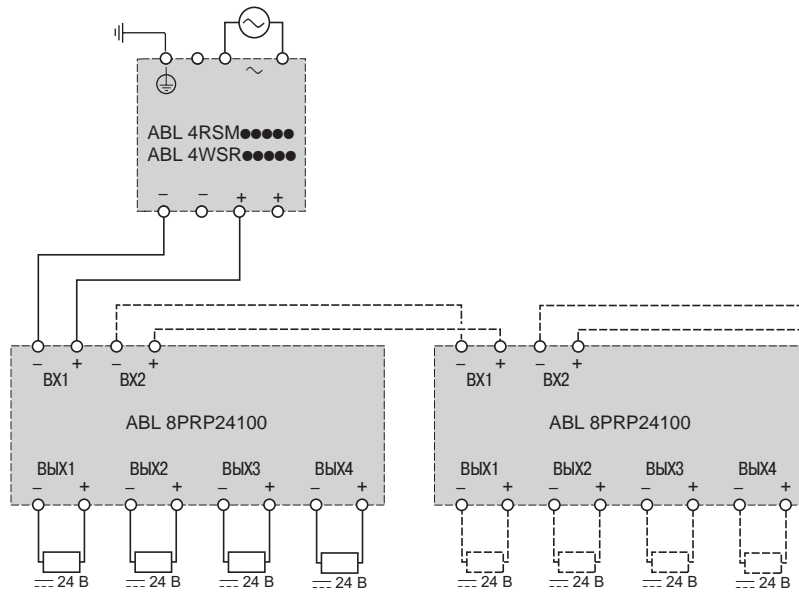 ~
ABL 4RSM●●●●●
ABL 4WSR●●●●●
– – + +
– + – + – + – +
ВХ1 ВХ2 ВХ1 ВХ2
ABL 8PRP24100 ABL 8PRP24100
ВЫХ1 ВЫХ2 ВЫХ3 ВЫХ4 ВЫХ1 ВЫХ2 ВЫХ3 ВЫХ4
– + – + – + – + – + – + – + – +
24 В 24 В 24 В 24 В 24 В 24 В 24 В 24 В